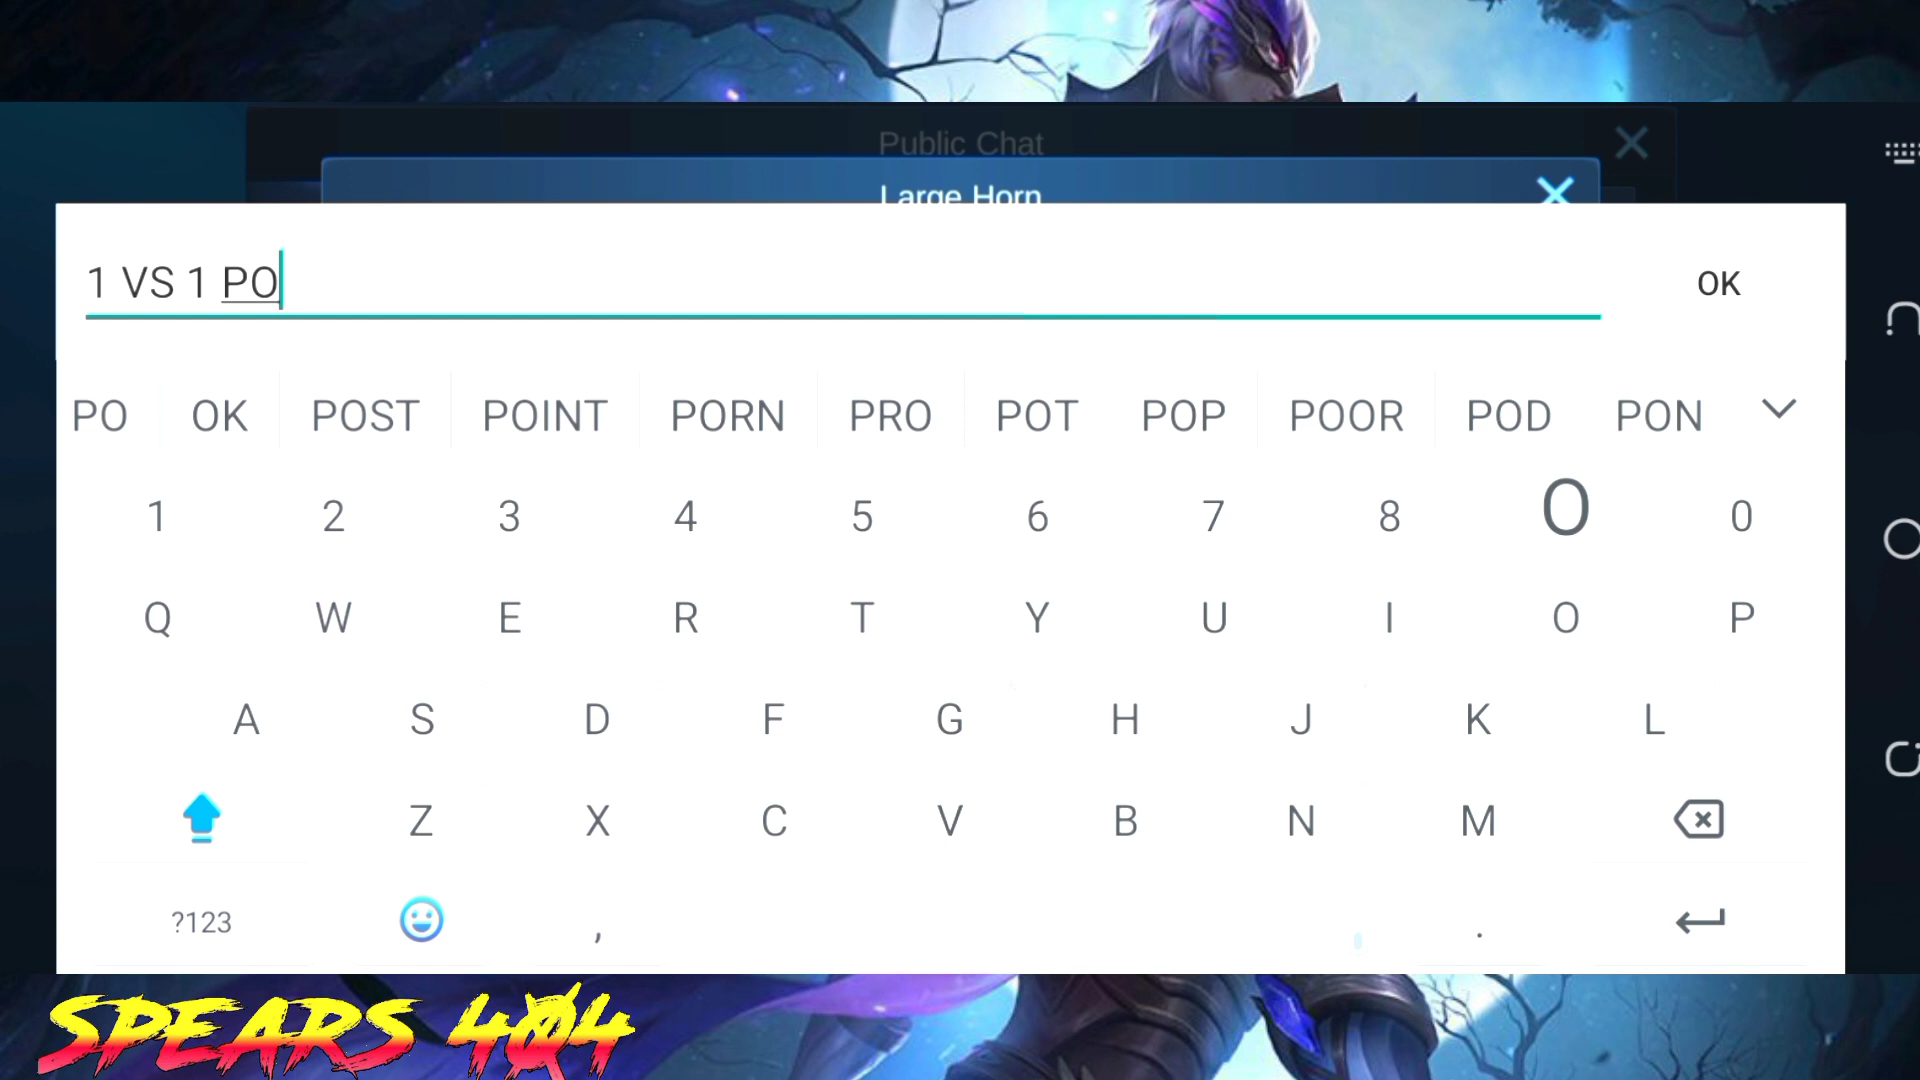 Public Chat
Large Horn
1 VS 1 PO
OK
PO OK POST POINT PORN PRO POT POP POOR POD PON
1 2 3 4 5 6 7 8 O 0
Q W E R T Y U I O P
A S D F G H J K L
Z X C V B N M
?123 , .
SPEARS 404